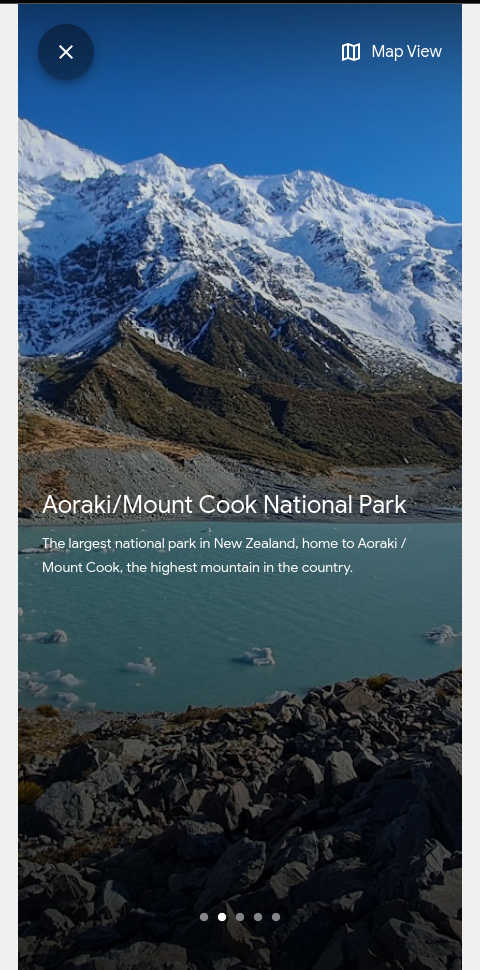 Map View
Aoraki/Mount Cook National Park
The largest national park in New Zealand, home to Aoraki /
Mount Cook, the highest mountain in the country.